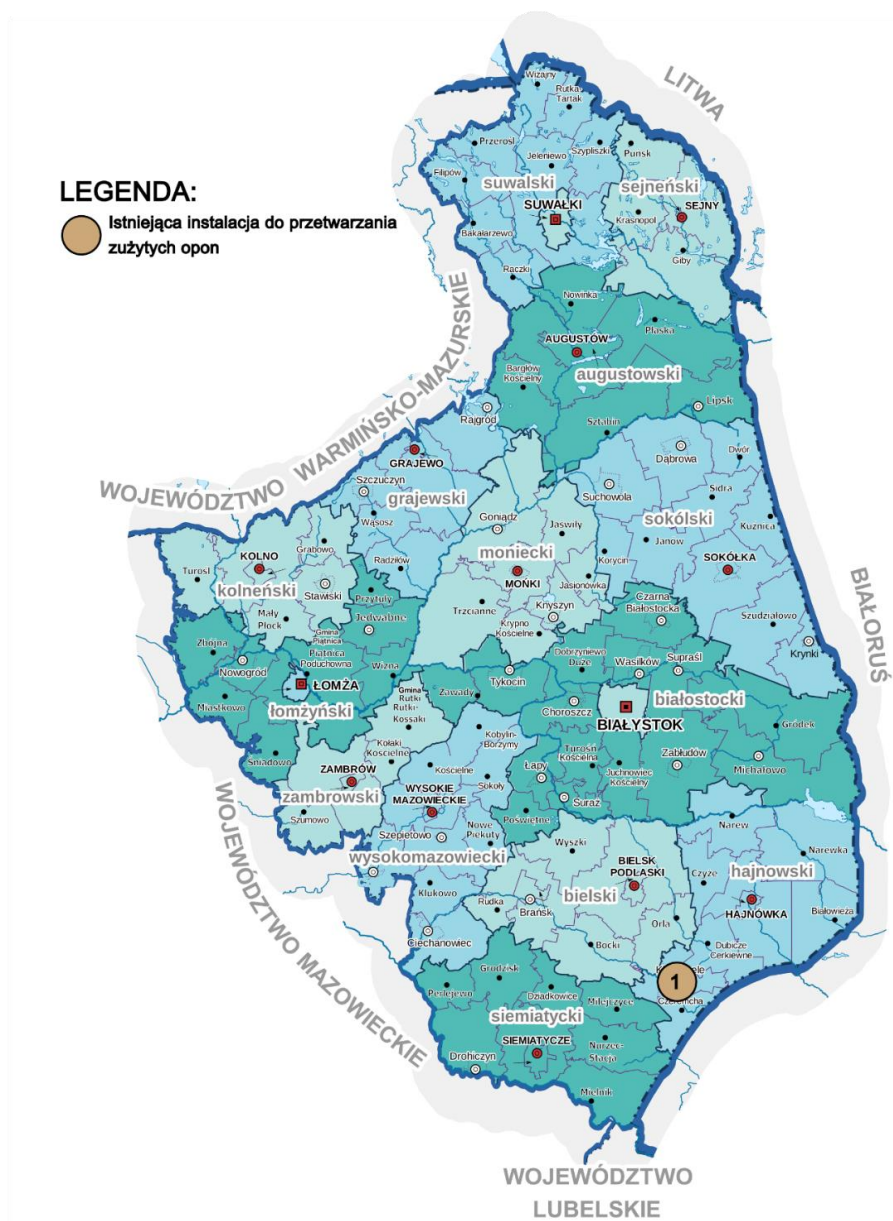 LITWA
Wiżajny
Rutka-
Tartak
Przerośl
Szypliszki
Puńsk
Jeleniewo
Filipów
suwalski
sejneński
LEGENDA:
Istniejąca instalacja do przetwarzania
zużytych opon
SUWAŁKI
Krasnopol
SEJNY
Bakałarzewo
Giby
Raczki
Nowinka
Płaska
AUGUSTÓW
Bargłów
Kościelny
augustowski
Lipsk
Sztabin
Rajgród
WOJEWÓDZTWO WARMIŃSKO-MAZURSKIE
GRAJEWO
Szczuczyn
grajewski
Wąsosz
Radziłów
Dąbrowa
Dwór
Suchowola
Sidra
sokólski
Kuźnica
Janow
Korycin
SOKÓŁKA
Goniądz
Jaświły
moniecki
MOŃKI
Jasionówka
Trzcianne
Knyszyn
Krypno
Kościelne
KOLNO
Grabowo
Turośl
kolneński
Stawiski
Mały
Płock
Przytuły
Jedwabne
Zbójna
Gmina
Piątnica
Piątnica
Poduchowna
Nowogród
Wizna
ŁOMŻA
Miastkowo
łomżyński
Śniadowo
Czarna
Białostocka
Szudziałowo
Krynki
BIAŁORUŚ
Dobrzyniewo
Duże
Wasilków
Supraśl
Tykocin
Zawady
Choroszcz
białostocki
BIAŁYSTOK
Gródek
Turośń
Kościelna
Juchnowiec
Kościelny
Zabłudów
Michałowo
Łapy
Suraż
Poświętne
Gmina
Rutki
Rutki-
Kossaki
Kołaki
Kościelne
ZAMBRÓW
zambrowski
Szumowo
Kobylin-
Borzymy
Kościelne
Sokoły
WYSOKIE
MAZOWIECKIE
Nowe
Piekuty
Szepietowo
wysokomazowiecki
Klukowo
Ciechanowiec
WOJEWÓDZTWO MAZOWIECKIE
Wyszki
BIELSK
PODLASKI
bielski
Rudka
Brańsk
Orla
Boćki
Narew
Narewka
Czyże
hajnowski
HAJNÓWKA
Białowieża
Dubicze
Cerkiewne
1
Grodzisk
Perlejewo
Dziadkowice
Milejczyce
siemiatycki
SIEMIATYCZE
Nurzec-
Stacja
Drohiczyn
Mielnik
WOJEWÓDZTWO
LUBELSKIE